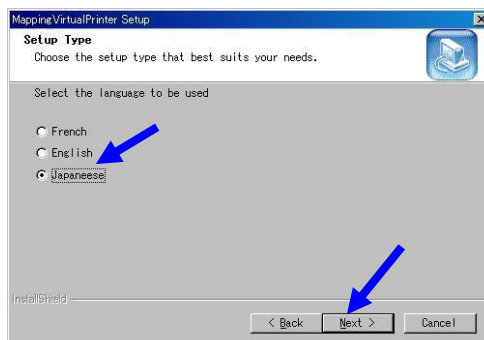 MappingVirtualPrinter Setup
Setup Type
Choose the setup type that best suits your needs.
Select the language to be used
French
English
Japaneese
InstallShield
< Back Next > Cancel